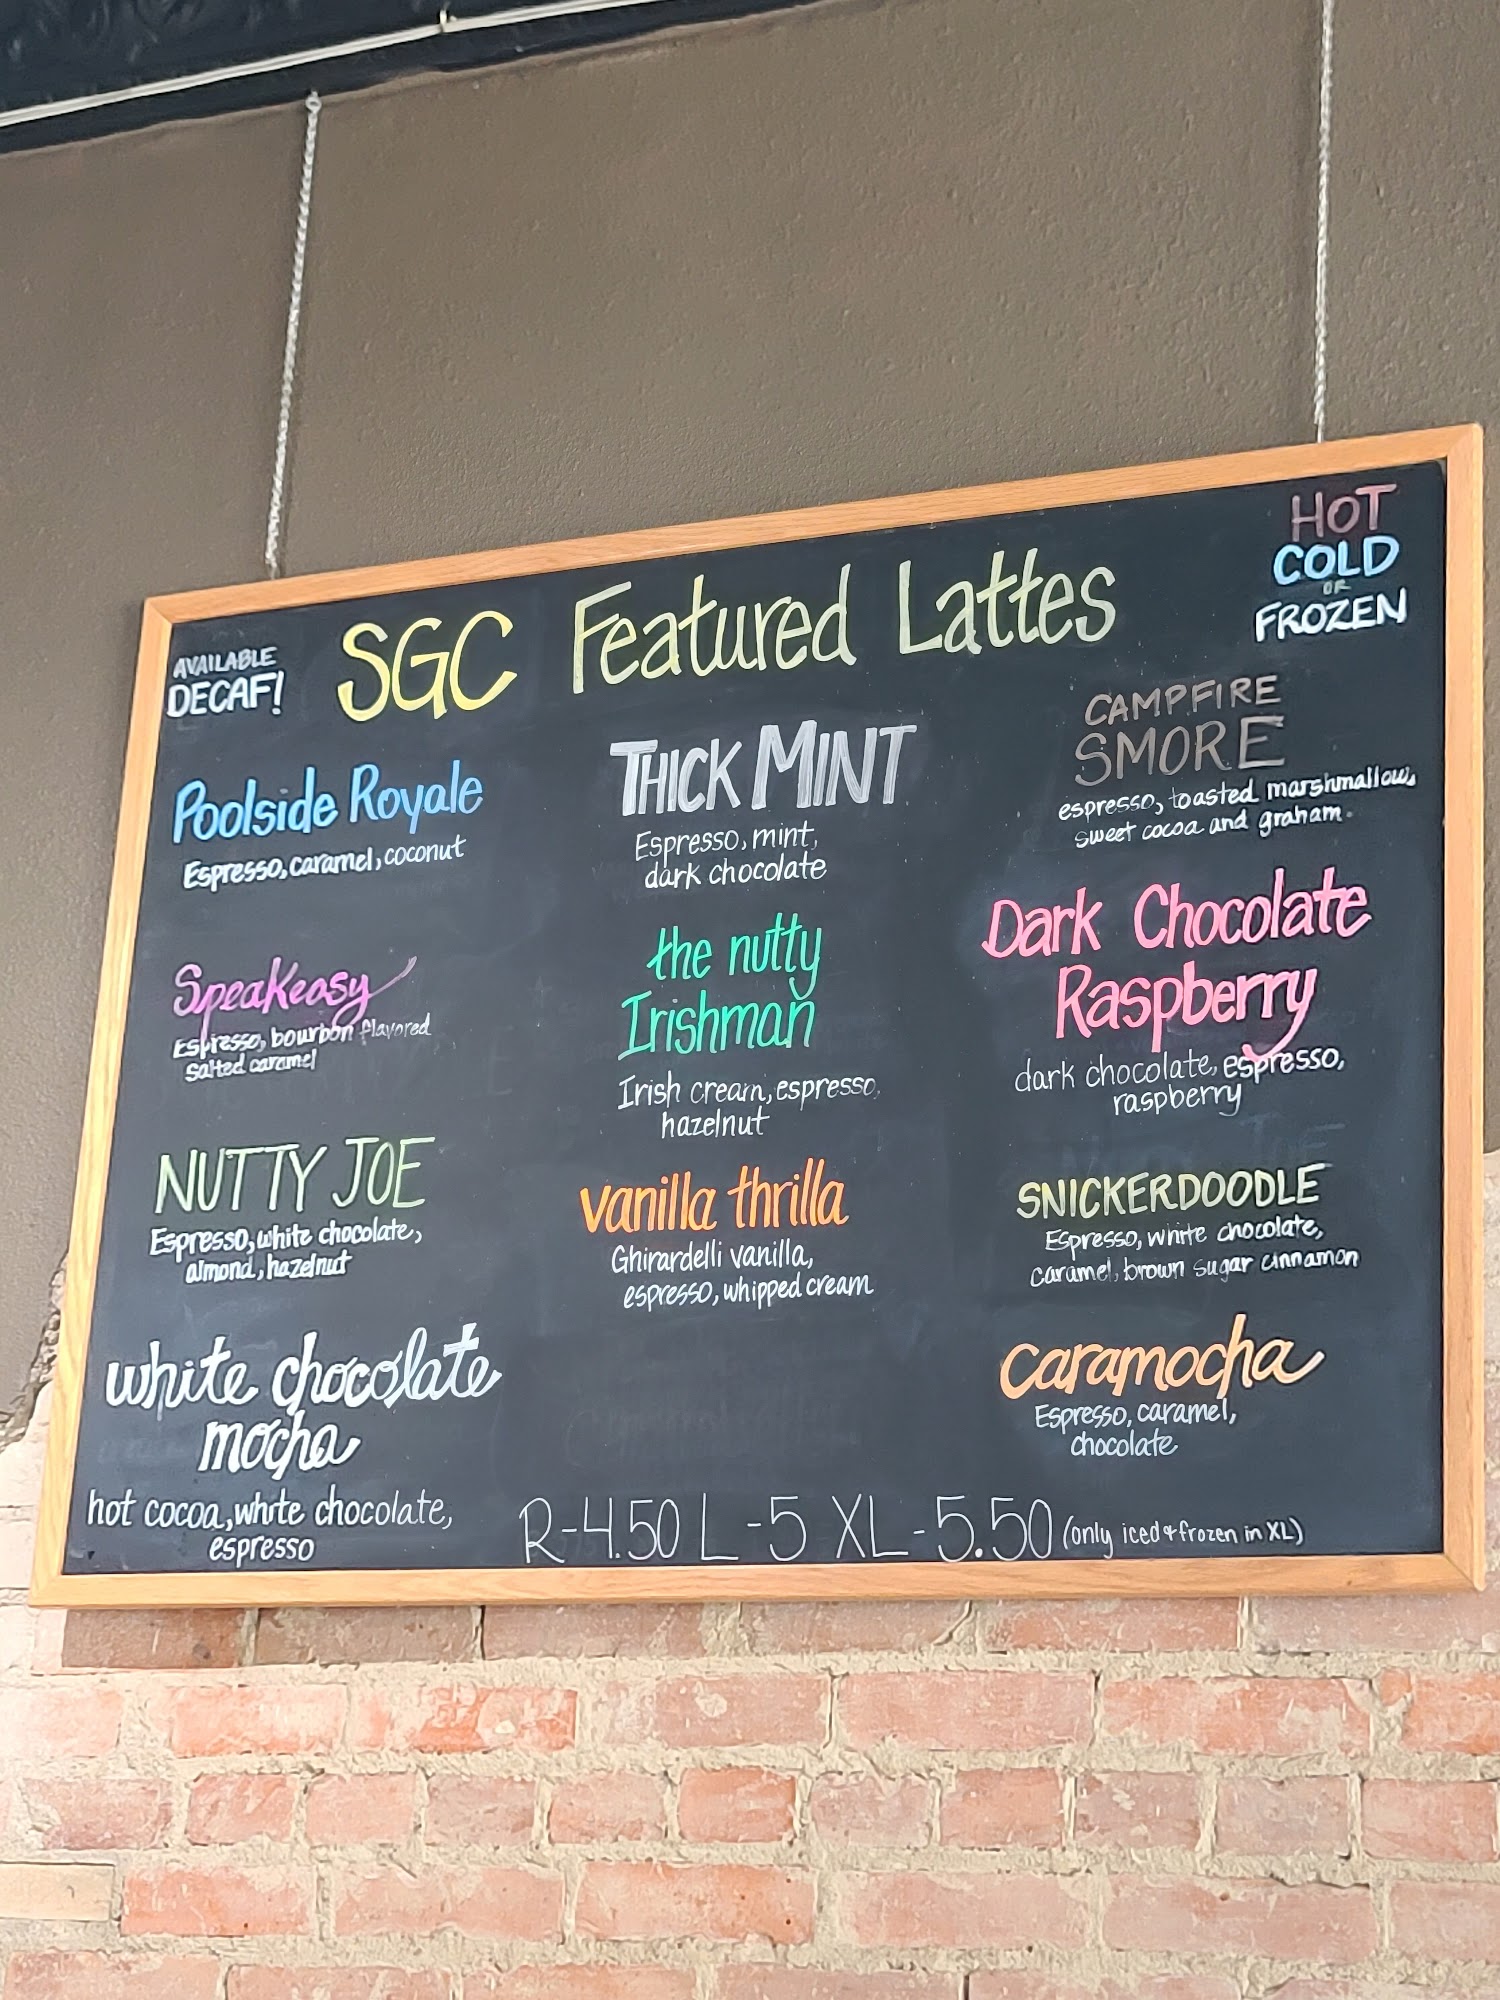 AVAILABLE
DECAF!
SGC Featured Lattes
HOT
COLD
OR
FROZEN
Poolside Royale
Espresso, caramel, coconut
Speakeasy
Espresso, bourbon flavored
salted caramel
NUTTY JOE
Espresso, white chocolate,
almond, hazelnut
white chocolate
mocha
hot cocoa, white chocolate,
espresso
THICK MINT
Espresso, mint,
dark chocolate
the nutty
Irishman
Irish cream, espresso,
hazelnut
vanilla thrilla
Ghirardelli vanilla,
espresso, whipped cream
CAMPFIRE
SMORE
espresso, toasted marshmallow,
sweet cocoa and graham.
Dark Chocolate
Raspberry
dark chocolate, espresso,
raspberry
SNICKERDOODLE
Espresso, white chocolate,
caramel, brown sugar cinnamon
caramocha
Espresso, caramel,
chocolate
R-4.50 L-5 XL-5.50 (only iced & frozen in XL)